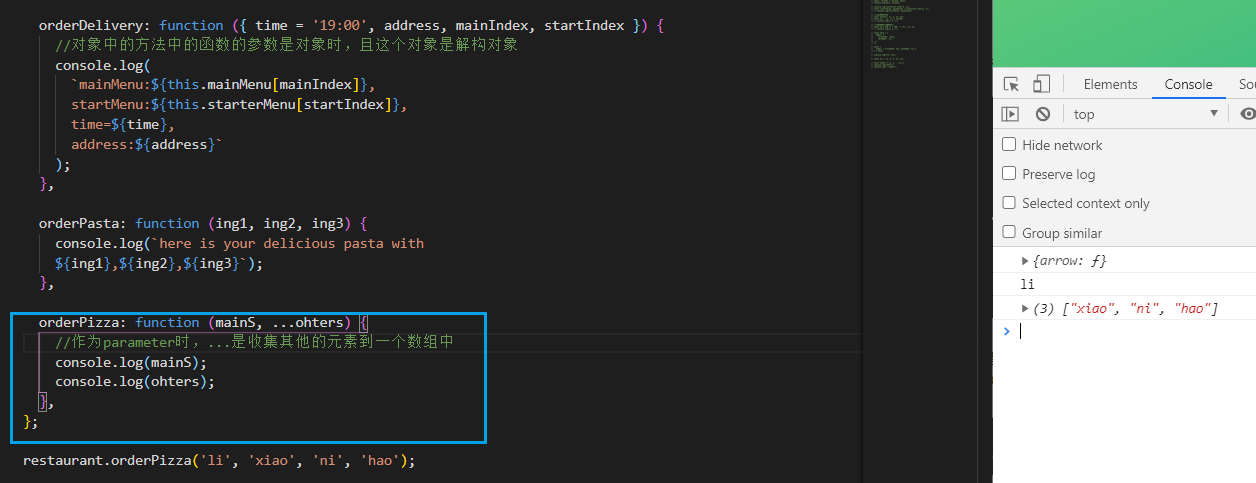 orderDelivery: function ({ time = '19:00', address, mainIndex, startIndex }) {
//对象中的方法中的函数的参数是对象时，且这个对象是解构对象
console.log(
`mainMenu:${this.mainMenu[mainIndex]},
startMenu:${this.starterMenu[startIndex]},
time=${time},
address:${address}`
);
},
orderPasta: function (ing1, ing2, ing3) {
console.log(`here is your delicious pasta with
${ing1},${ing2},${ing3}`);
},
orderPizza: function (mainS, ...ohters) {
//作为parameter时，...是收集其他的元素到一个数组中
console.log(mainS);
console.log(ohters);
},
};
restaurant.orderPizza('li', 'xiao', 'ni', 'hao');
Elements Console Sou
top
Hide network
Preserve log
Selected context only
Group similar
{arrow: ƒ}
li
(3) ["xiao", "ni", "hao"]